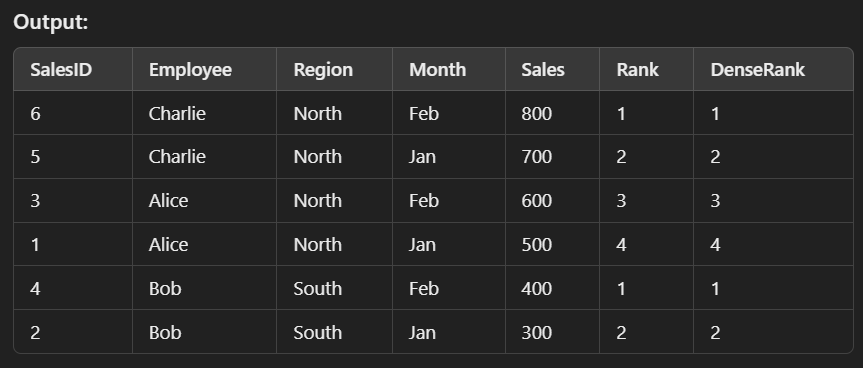 Output:
SalesID Employee Region Month Sales Rank DenseRank
6 Charlie North Feb 800 1 1
5 Charlie North Jan 700 2 2
3 Alice North Feb 600 3 3
1 Alice North Jan 500 4 4
4 Bob South Feb 400 1 1
2 Bob South Jan 300 2 2